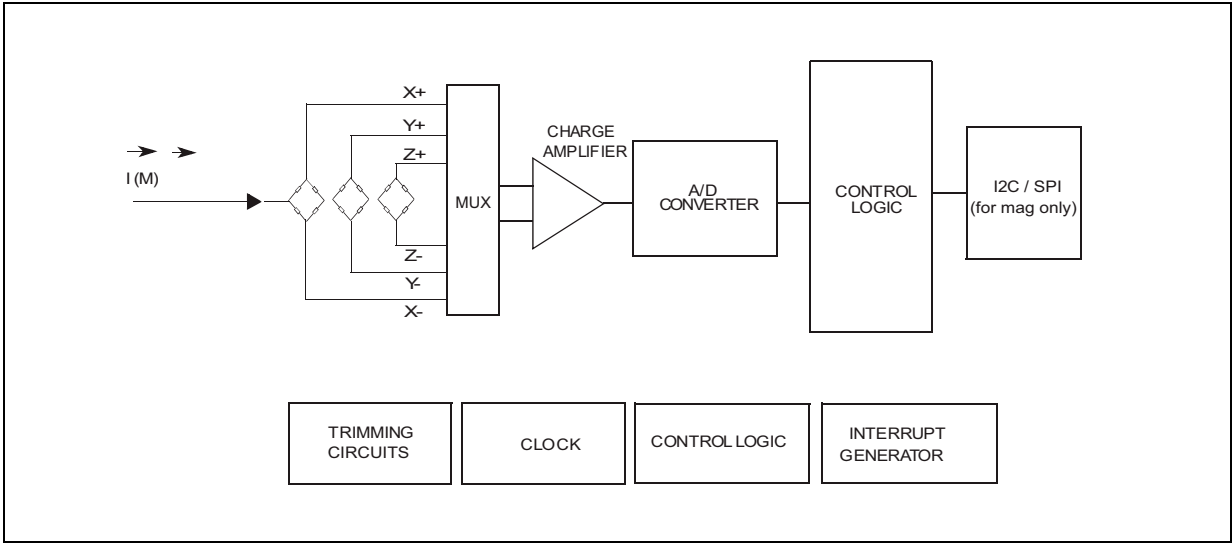 X+
Y+
Z+
I (M)
MUX
Z-
Y-
X-
CHARGE
AMPLIFIER
A/D
CONVERTER
CONTROL
LOGIC
I2C / SPI
(for mag only)
TRIMMING
CIRCUITS
CLOCK
CONTROL LOGIC
INTERRUPT
GENERATOR